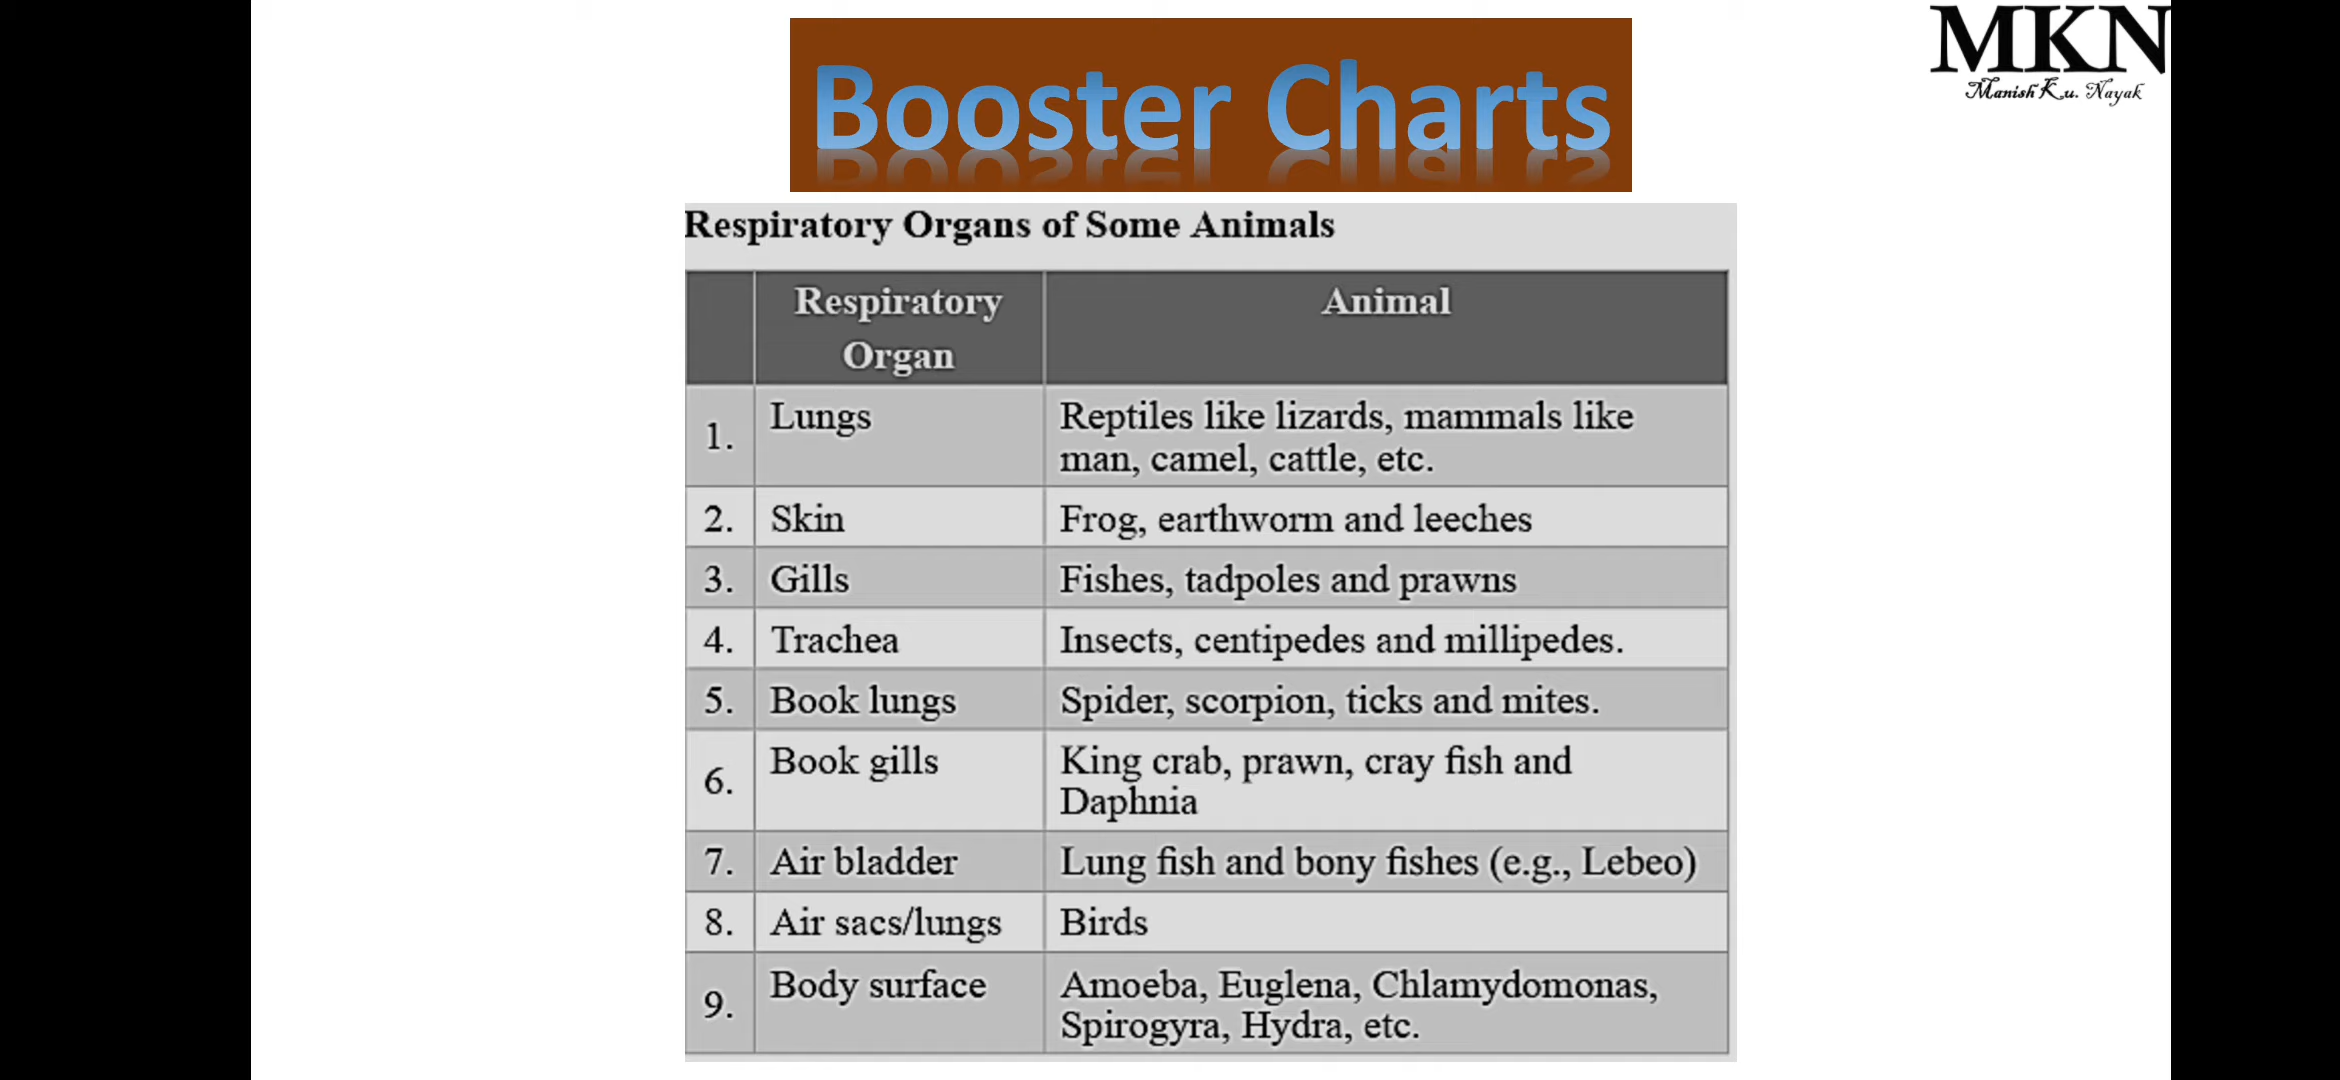 MKN
Manish Ku. Nayak
Booster Charts
Respiratory Organs of Some Animals
Respiratory Organ
Animal
1.
Lungs
Reptiles like lizards, mammals like
man, camel, cattle, etc.
2.
Skin
Frog, earthworm and leeches
3.
Gills
Fishes, tadpoles and prawns
4.
Trachea
Insects, centipedes and millipedes.
5.
Book lungs
Spider, scorpion, ticks and mites.
6.
Book gills
King crab, prawn, cray fish and
Daphnia
7.
Air bladder
Lung fish and bony fishes (e.g., Lebeo)
8.
Air sacs/lungs
Birds
9.
Body surface
Amoeba, Euglena, Chlamydomonas,
Spirogyra, Hydra, etc.